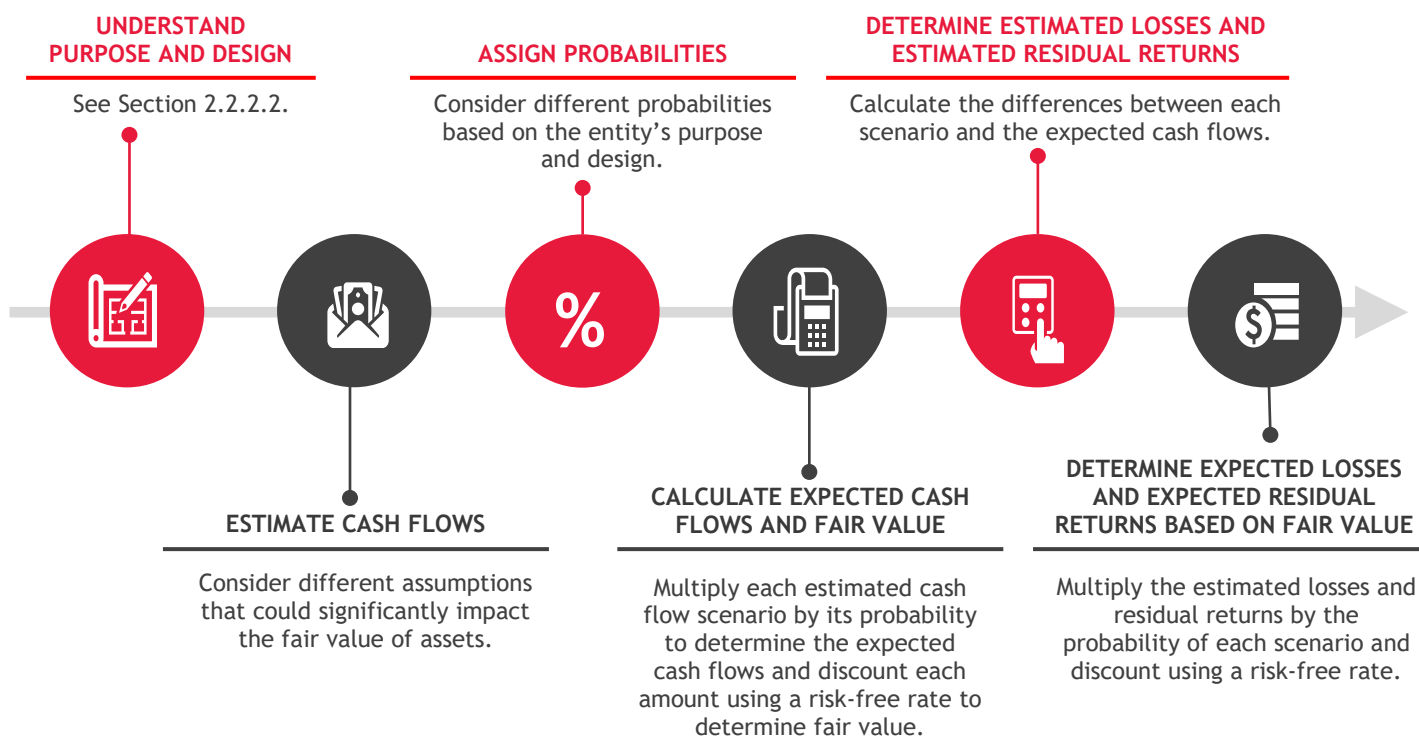 UNDERSTAND
PURPOSE AND DESIGN
See Section 2.2.2.2.
ESTIMATE CASH FLOWS
Consider different assumptions
that could significantly impact
the fair value of assets.
ASSIGN PROBABILITIES
Consider different probabilities
based on the entity’s purpose
and design.
%
CALCULATE EXPECTED CASH
FLOWS AND FAIR VALUE
Multiply each estimated cash
flow scenario by its probability
to determine the expected
cash flows and discount each
amount using a risk-free rate to
determine fair value.
DETERMINE ESTIMATED LOSSES AND
ESTIMATED RESIDUAL RETURNS
Calculate the differences between each
scenario and the expected cash flows.
$
DETERMINE EXPECTED LOSSES
AND EXPECTED RESIDUAL
RETURNS BASED ON FAIR VALUE
Multiply the estimated losses and
residual returns by the
probability of each scenario and
discount using a risk-free rate.